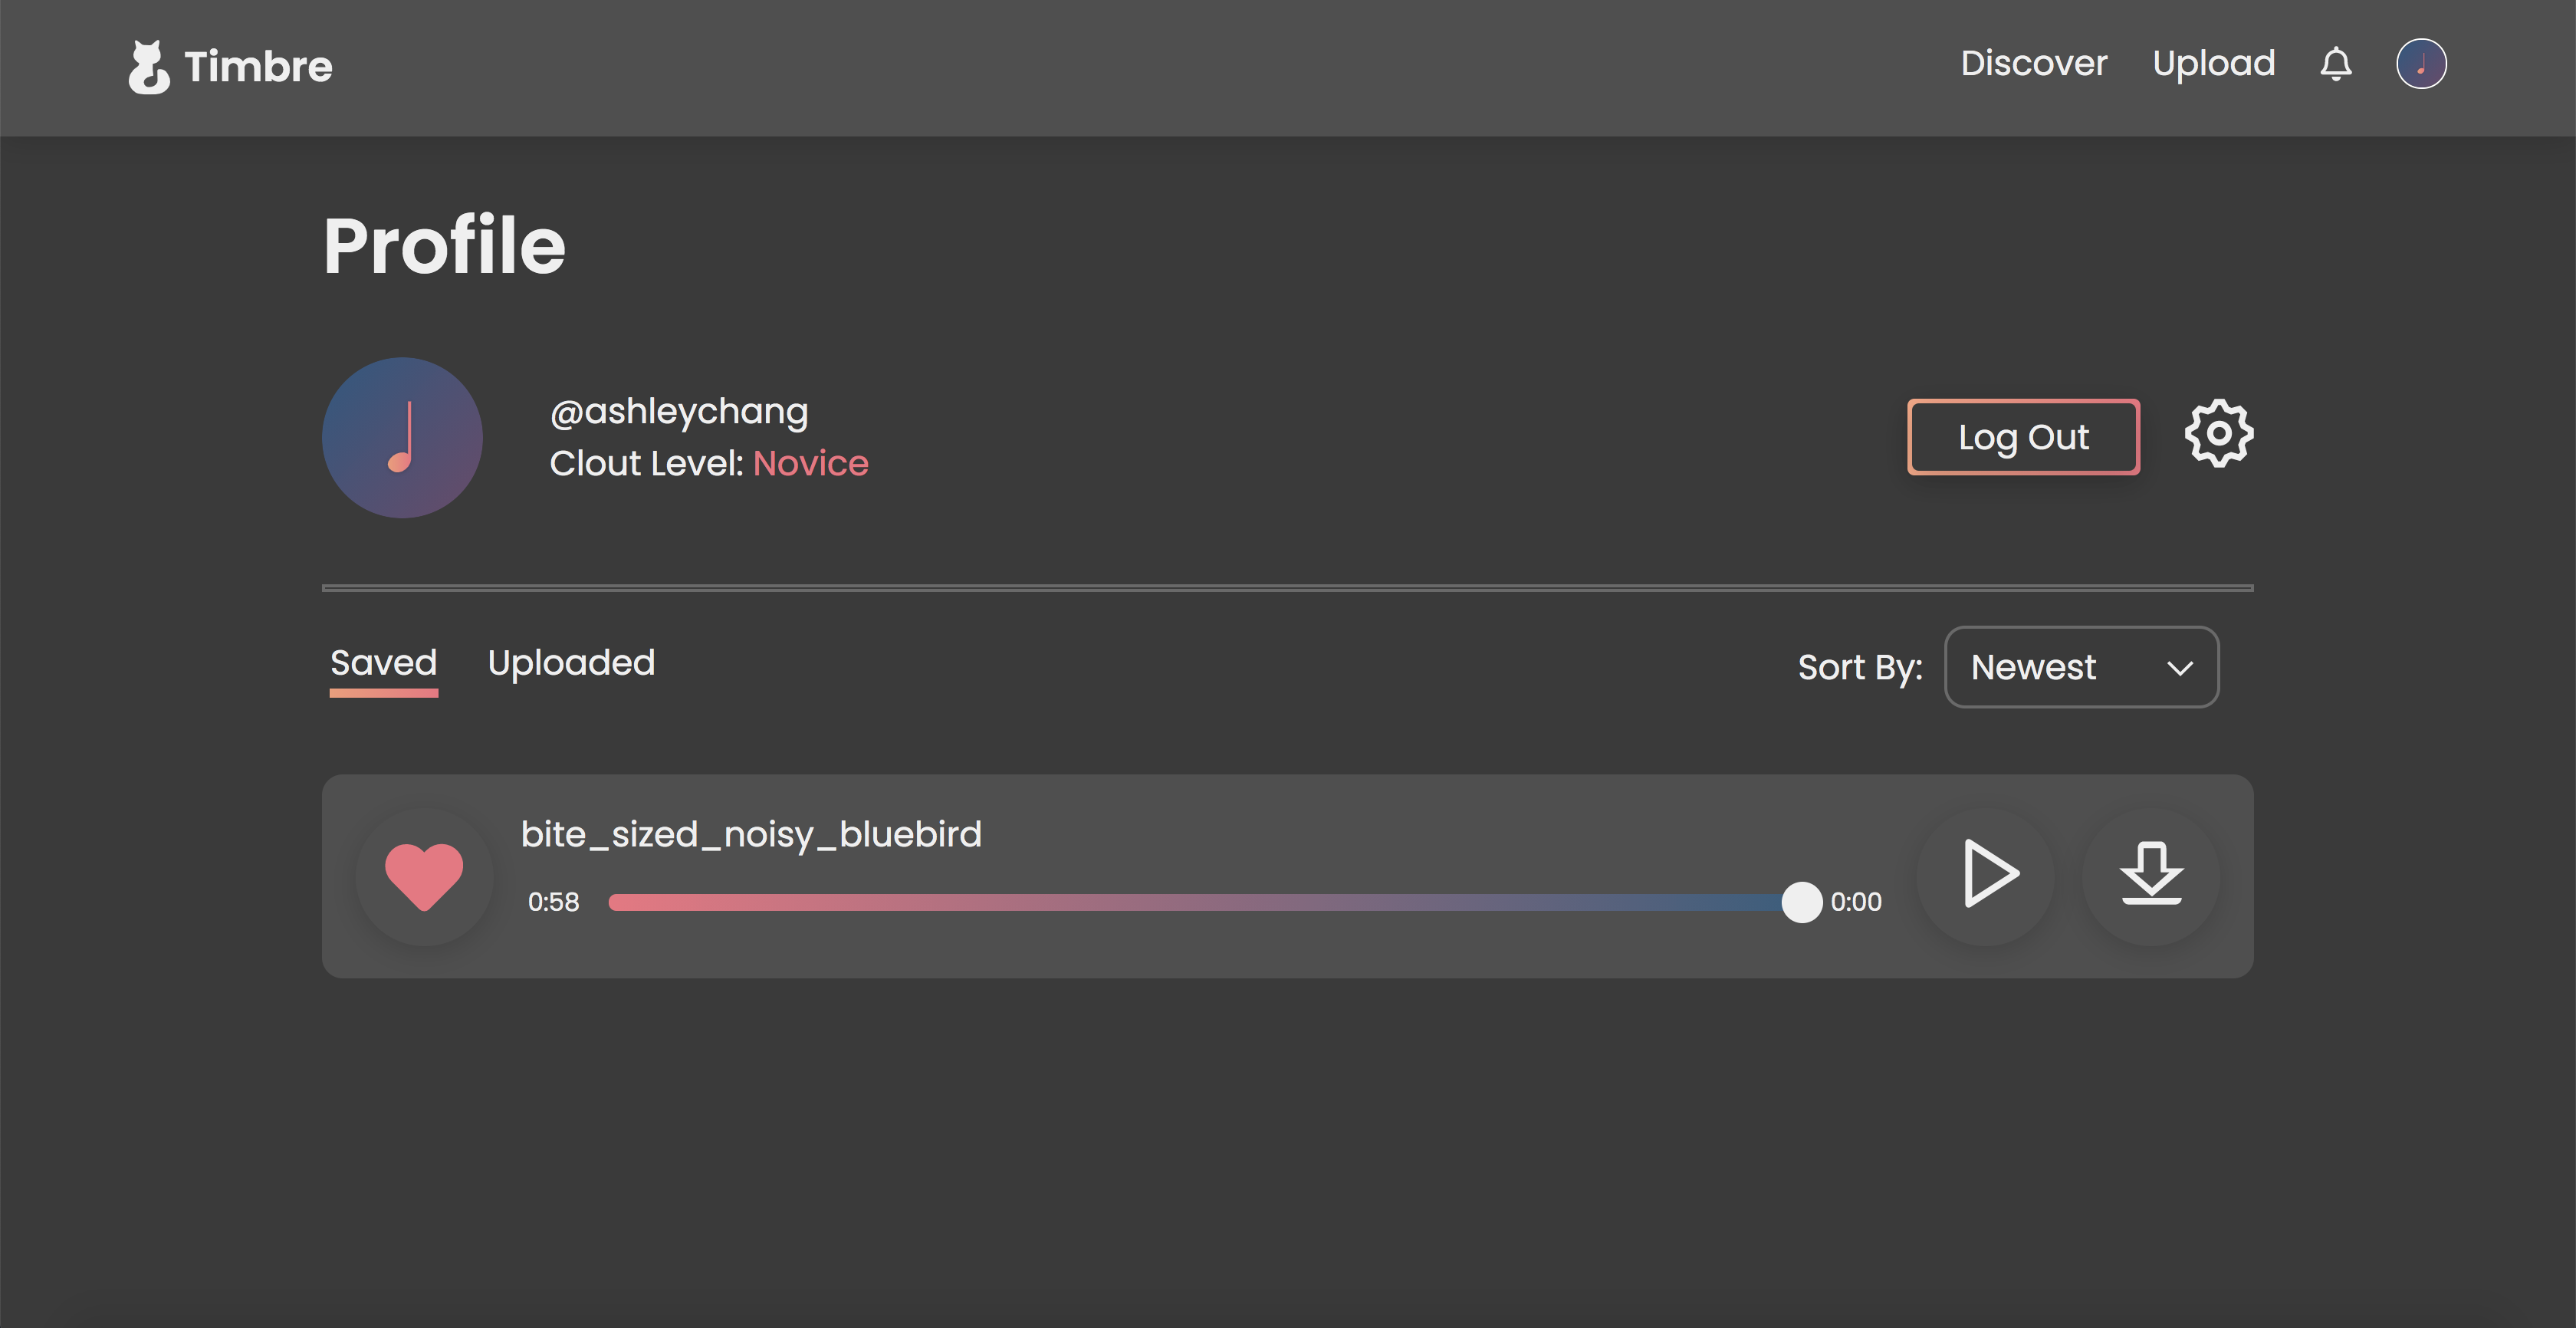 Timbre
Discover
Upload
Profile
@ashleychang
Clout Level: Novice
Log Out
Saved
Uploaded
Sort By:
Newest
bite_sized_noisy_bluebird
0:58
0:00